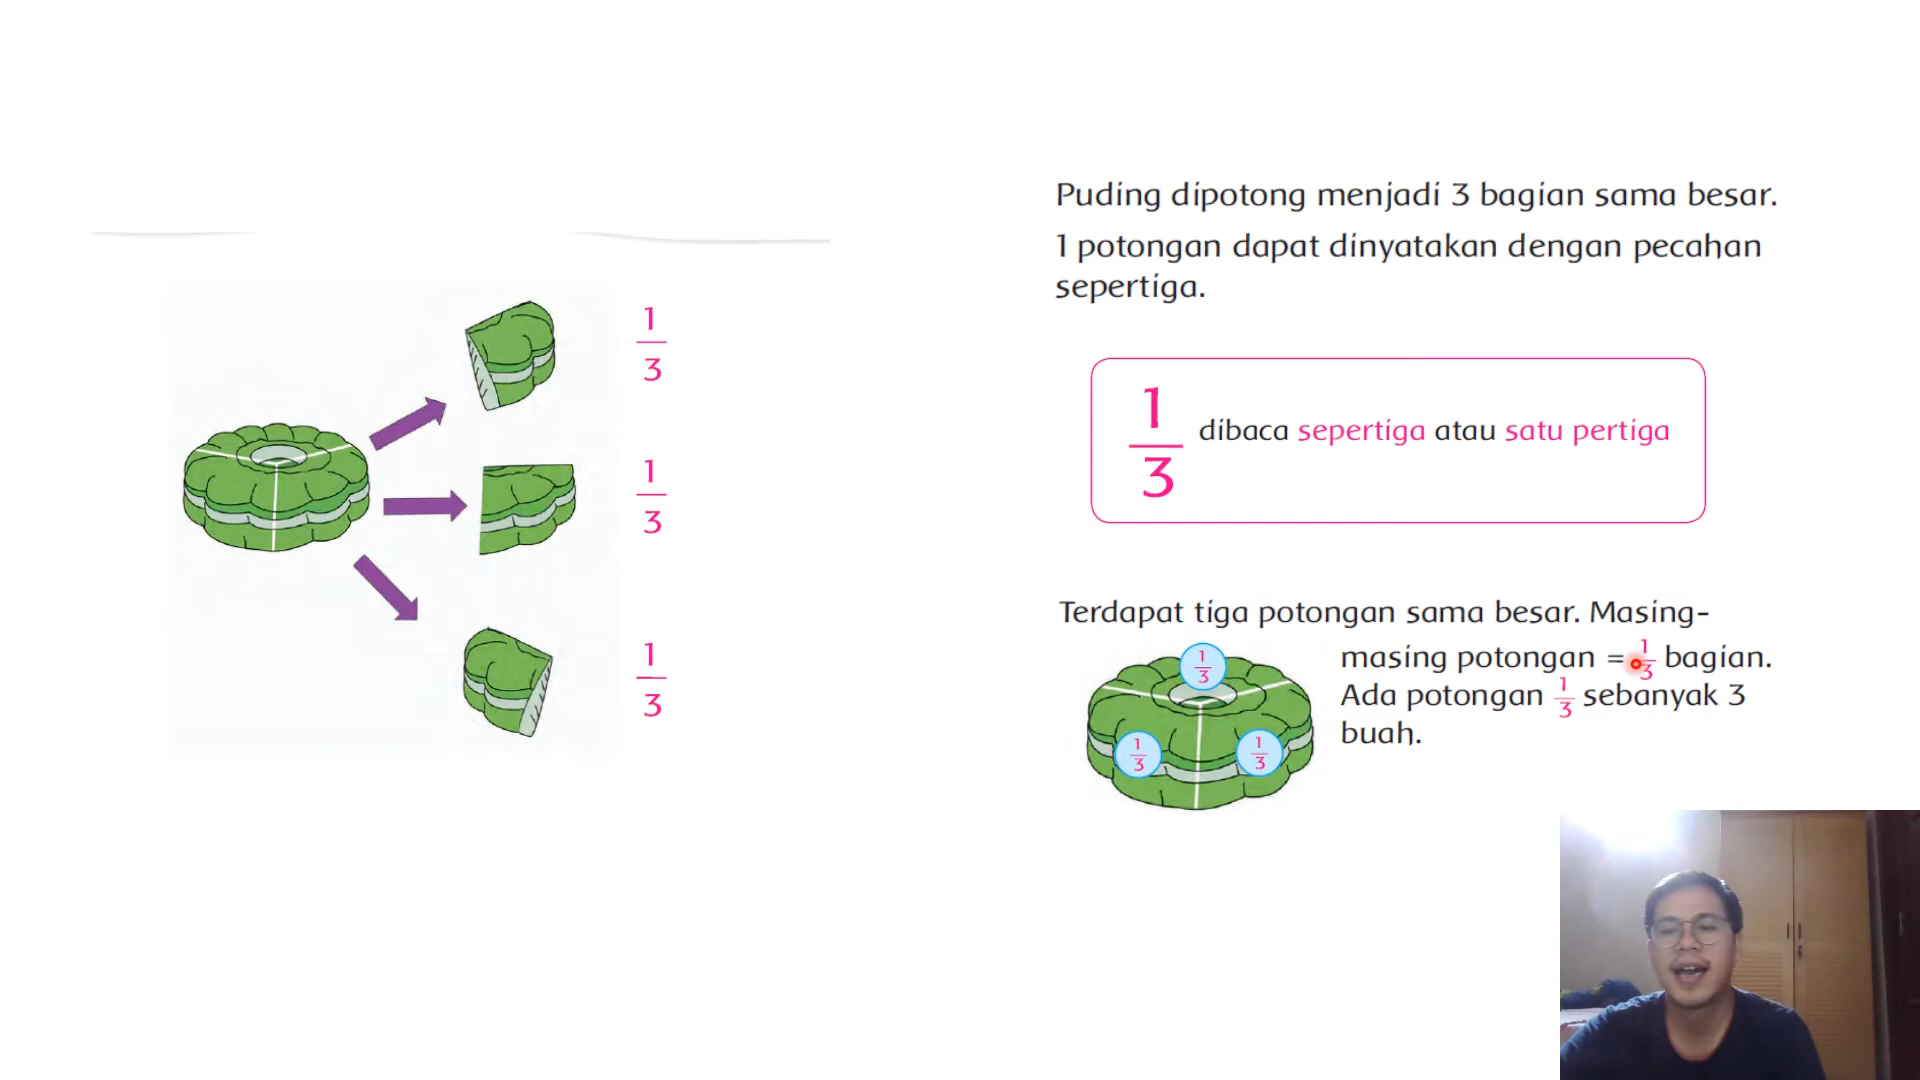 1/3
1/3
1/3
Puding dipotong menjadi 3 bagian sama besar.
1 potongan dapat dinyatakan dengan pecahan
sepertiga.
1/3 dibaca sepertiga atau satu pertiga
Terdapat tiga potongan sama besar. Masing-
masing potongan = 1/3 bagian.
Ada potongan 1/3 sebanyak 3
buah.
1/3
1/3 1/3